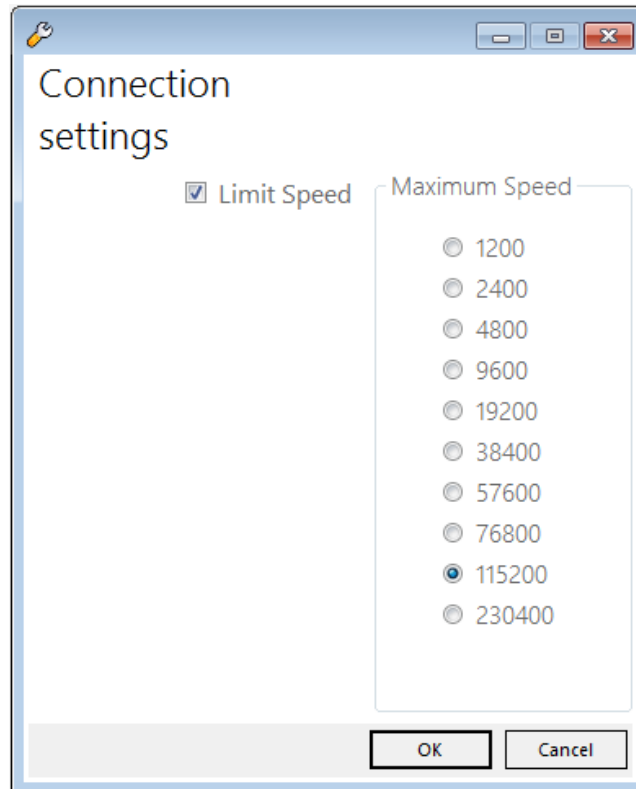 Connection
settings
Limit Speed
Maximum Speed
1200
2400
4800
9600
19200
38400
57600
76800
115200
230400
OK
Cancel